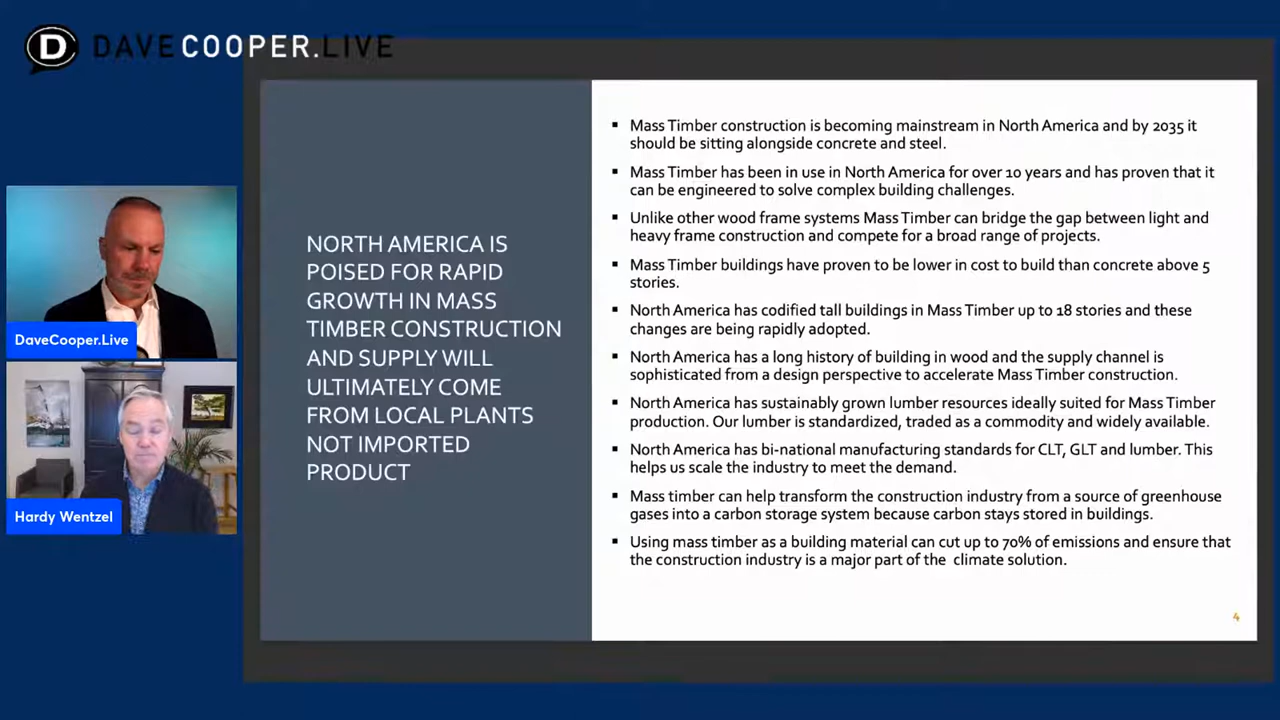 D DAVECOOPER.LIVE
DaveCooper.Live
Hardy Wentzel
NORTH AMERICA IS
POISED FOR RAPID
GROWTH IN MASS
TIMBER CONSTRUCTION
AND SUPPLY WILL
ULTIMATELY COME
FROM LOCAL PLANTS
NOT IMPORTED
PRODUCT
▪ Mass Timber construction is becoming mainstream in North America and by 2035 it
should be sitting alongside concrete and steel.
▪ Mass Timber has been in use in North America for over 10 years and has proven that it
can be engineered to solve complex building challenges.
▪ Unlike other wood frame systems Mass Timber can bridge the gap between light and
heavy frame construction and compete for a broad range of projects.
▪ Mass Timber buildings have proven to be lower in cost to build than concrete above 5
stories.
▪ North America has codified tall buildings in Mass Timber up to 18 stories and these
changes are being rapidly adopted.
▪ North America has a long history of building in wood and the supply channel is
sophisticated from a design perspective to accelerate Mass Timber construction.
▪ North America has sustainably grown lumber resources ideally suited for Mass Timber
production. Our lumber is standardized, traded as a commodity and widely available.
▪ North America has bi-national manufacturing standards for CLT, GLT and lumber. This
helps us scale the industry to meet the demand.
▪ Mass timber can help transform the construction industry from a source of greenhouse
gases into a carbon storage system because carbon stays stored in buildings.
▪ Using mass timber as a building material can cut up to 70% of emissions and ensure that
the construction industry is a major part of the climate solution.
4